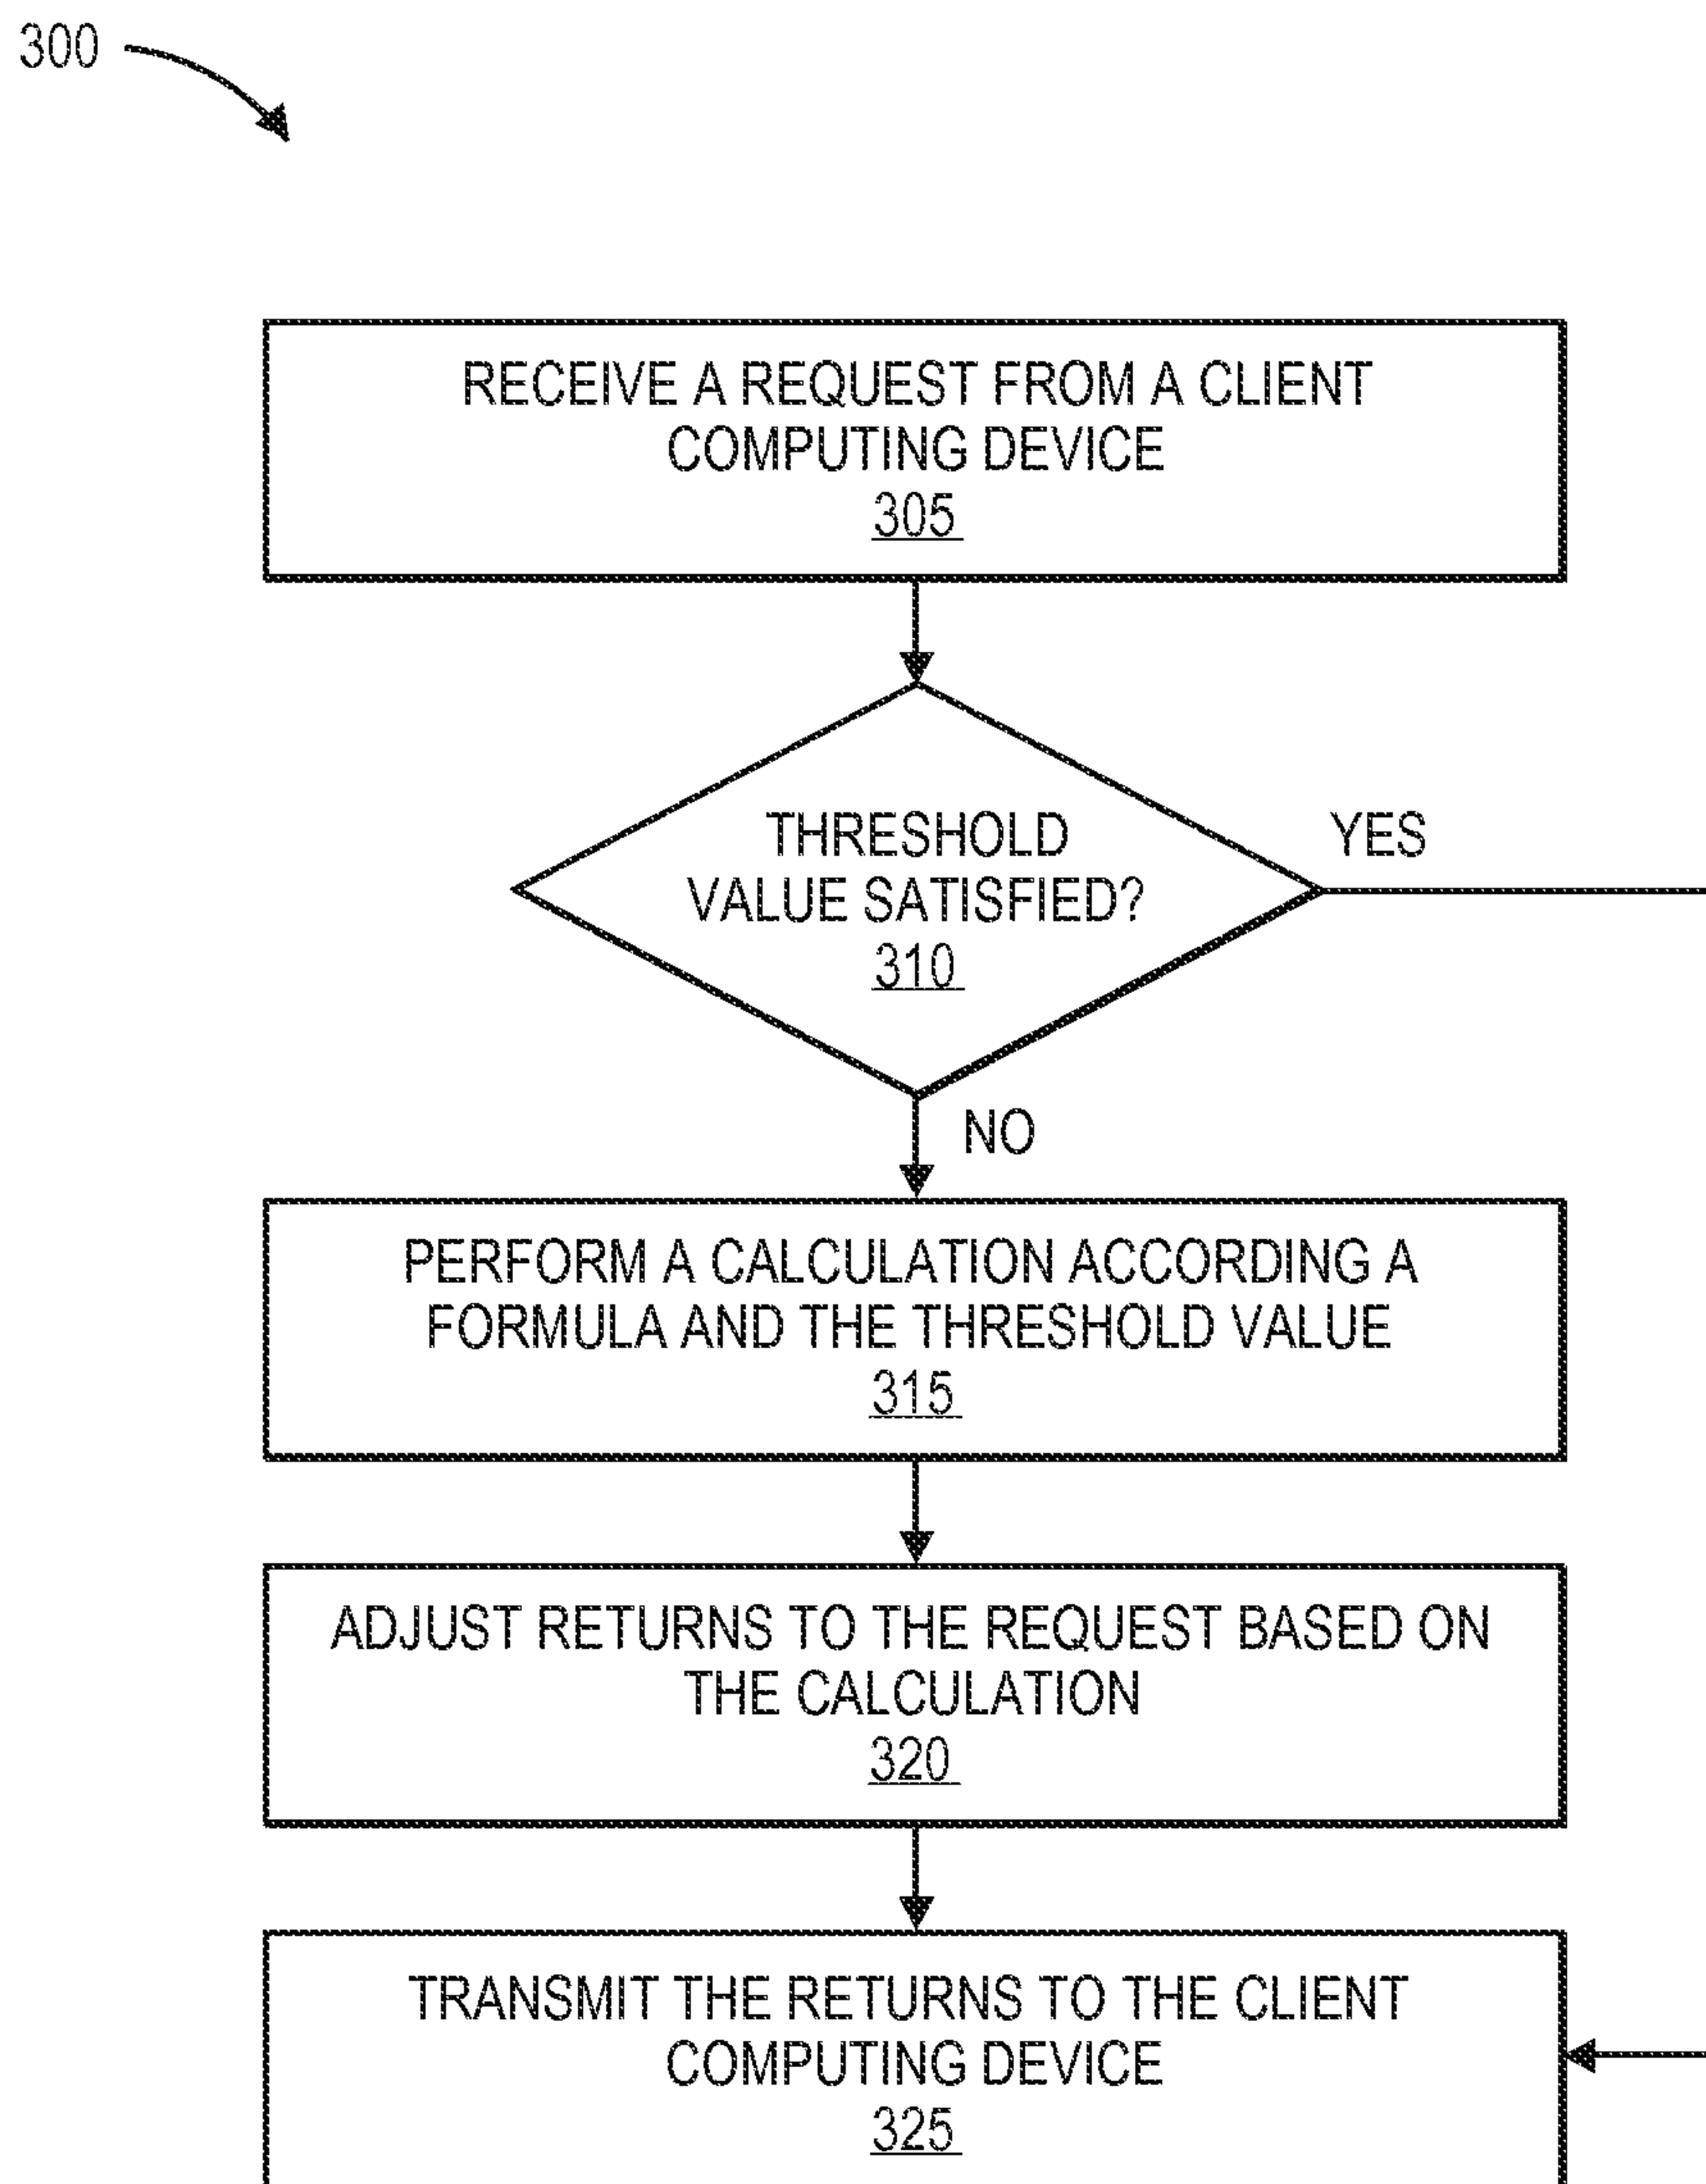 300
RECEIVE A REQUEST FROM A CLIENT
COMPUTING DEVICE
305
THRESHOLD
VALUE SATISFIED?
310
YES
NO
PERFORM A CALCULATION ACCORDING A
FORMULA AND THE THRESHOLD VALUE
315
ADJUST RETURNS TO THE REQUEST BASED ON
THE CALCULATION
320
TRANSMIT THE RETURNS TO THE CLIENT
COMPUTING DEVICE
325